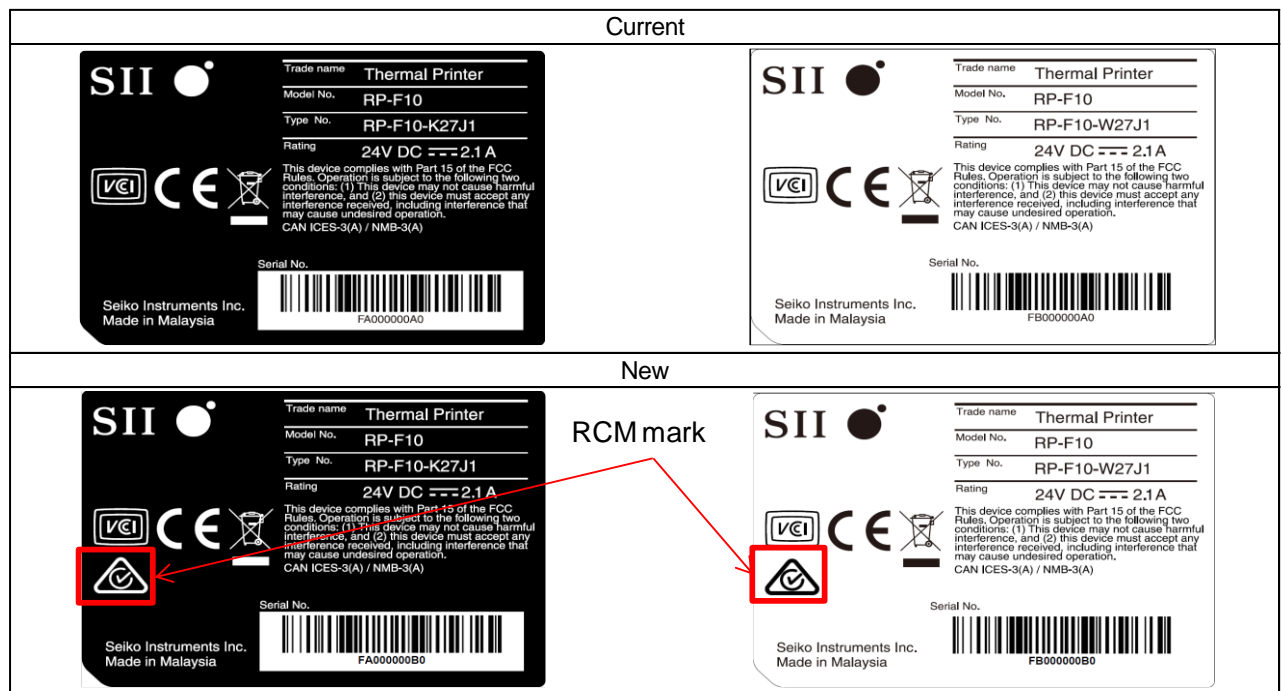 Current
SII
Trade name Thermal Printer
Model No. RP-F10
Type No. RP-F10-K27J1
Rating 24V DC 2.1 A
This device complies with Part 15 of the FCC
Rules. Operation is subject to the following two
conditions: (1) This device may not cause harmful
interference, and (2) this device must accept any
interference received, including interference that
may cause undesired operation.
CAN ICES-3(A) / NMB-3(A)
VCI CE
Serial No.
FA000000A0
Seiko Instruments Inc.
Made in Malaysia
SII
Trade name Thermal Printer
Model No. RP-F10
Type No. RP-F10-W27J1
Rating 24V DC 2.1 A
This device complies with Part 15 of the FCC
Rules. Operation is subject to the following two
conditions: (1) This device may not cause harmful
interference, and (2) this device must accept any
interference received, including interference that
may cause undesired operation.
CAN ICES-3(A) / NMB-3(A)
VCI CE
Serial No.
FB000000A0
Seiko Instruments Inc.
Made in Malaysia
New
SII
Trade name Thermal Printer
Model No. RP-F10
Type No. RP-F10-K27J1
Rating 24V DC 2.1 A
This device complies with Part 15 of the FCC
Rules. Operation is subject to the following two
conditions: (1) This device may not cause harmful
interference, and (2) this device must accept any
interference received, including interference that
may cause undesired operation.
CAN ICES-3(A) / NMB-3(A)
VCI CE
Serial No.
FA000000B0
Seiko Instruments Inc.
Made in Malaysia
RCM mark
SII
Trade name Thermal Printer
Model No. RP-F10
Type No. RP-F10-W27J1
Rating 24V DC 2.1 A
This device complies with Part 15 of the FCC
Rules. Operation is subject to the following two
conditions: (1) This device may not cause harmful
interference, and (2) this device must accept any
interference received, including interference that
may cause undesired operation.
CAN ICES-3(A) / NMB-3(A)
VCI CE
Serial No.
FB000000B0
Seiko Instruments Inc.
Made in Malaysia